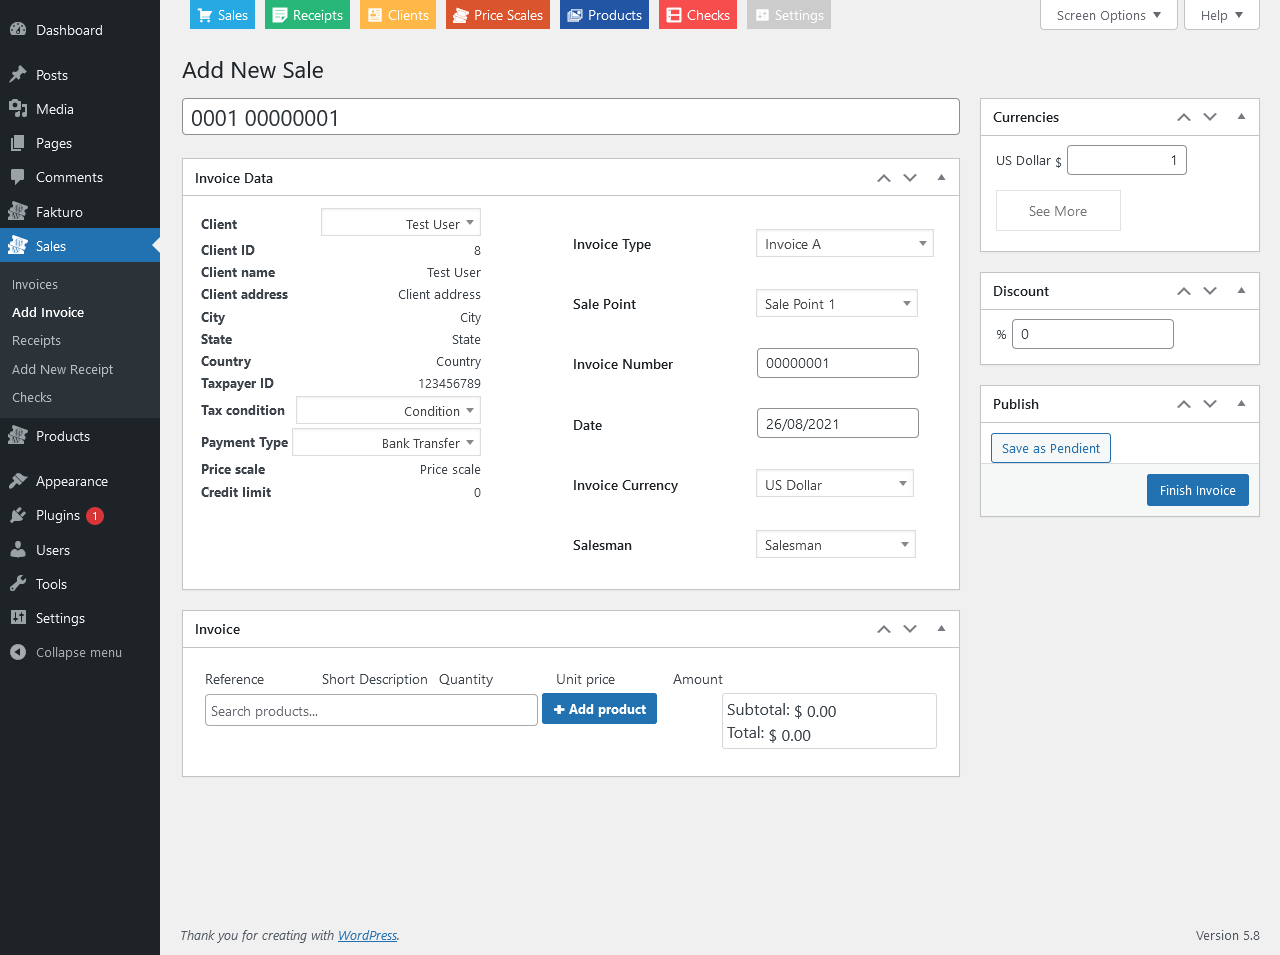 Dashboard
Posts
Media
Pages
Comments
Fakturo
Sales
Invoices
Add Invoice
Receipts
Add New Receipt
Checks
Products
Appearance
Plugins 1
Users
Tools
Settings
Collapse menu
Sales Receipts Clients Price Scales Products Checks Settings
Screen Options Help
Add New Sale
0001 00000001
Invoice Data
Client Test User
Client ID 8
Client name Test User
Client address Client address
City City
State State
Country Country
Taxpayer ID 123456789
Tax condition Condition
Payment Type Bank Transfer
Price scale Price scale
Credit limit 0
Invoice Type Invoice A
Sale Point Sale Point 1
Invoice Number 00000001
Date 26/08/2021
Invoice Currency US Dollar
Salesman Salesman
Invoice
Reference Short Description Quantity Unit price Amount
Search products... + Add product
Subtotal: $ 0.00
Total: $ 0.00
Currencies
US Dollar $ 1
See More
Discount
% 0
Publish
Save as Pendient
Finish Invoice
Thank you for creating with WordPress.
Version 5.8